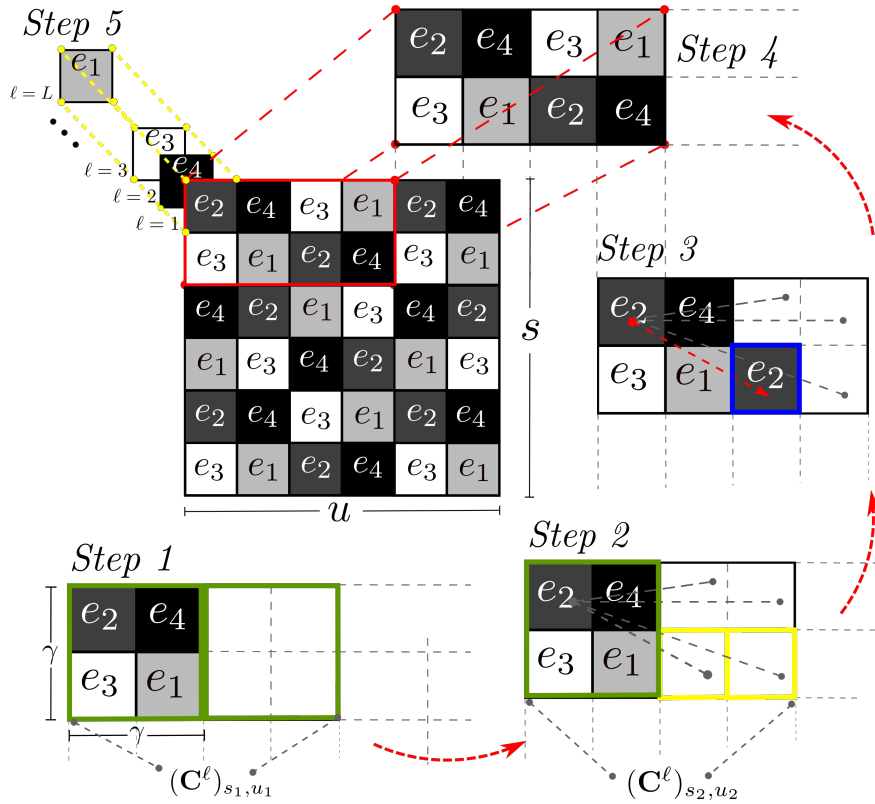 Step 5
e₁
ℓ = L
e₃
ℓ = 3
e₄
ℓ = 2
ℓ = 1
e₂ e₄ e₃ e₁
e₃ e₁ e₂ e₄
Step 4
e₂ e₄ e₃ e₁ e₂ e₄
e₃ e₁ e₂ e₄ e₃ e₁
e₄ e₂ e₁ e₃ e₄ e₂
e₁ e₃ e₄ e₂ e₁ e₃
e₂ e₄ e₃ e₁ e₂ e₄
e₃ e₁ e₂ e₄ e₃ e₁
s
u
Step 3
e₂ e₄
e₃ e₁ e₂
Step 1
e₂ e₄
e₃ e₁
γ
γ
(𝐂^ℓ)_{s₁,u₁}
Step 2
e₂ e₄
e₃ e₁
(𝐂^ℓ)_{s₂,u₂}